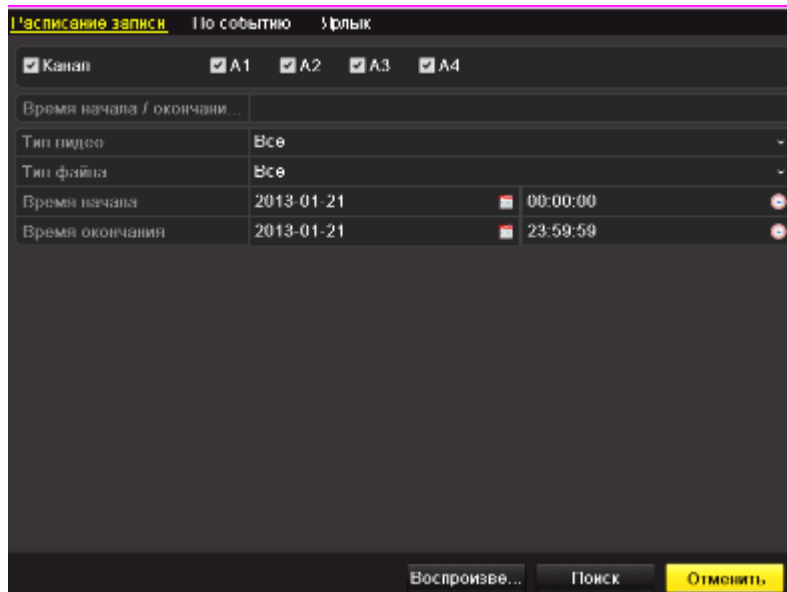 Расписание записи По событию Ярлык
Канал A1 A2 A3 A4
Время начала / окончани...
Тип видео Все
Тип файла Все
Время начала 2013-01-21 00:00:00
Время окончания 2013-01-21 23:59:59
Воспроизве... Поиск Отменить